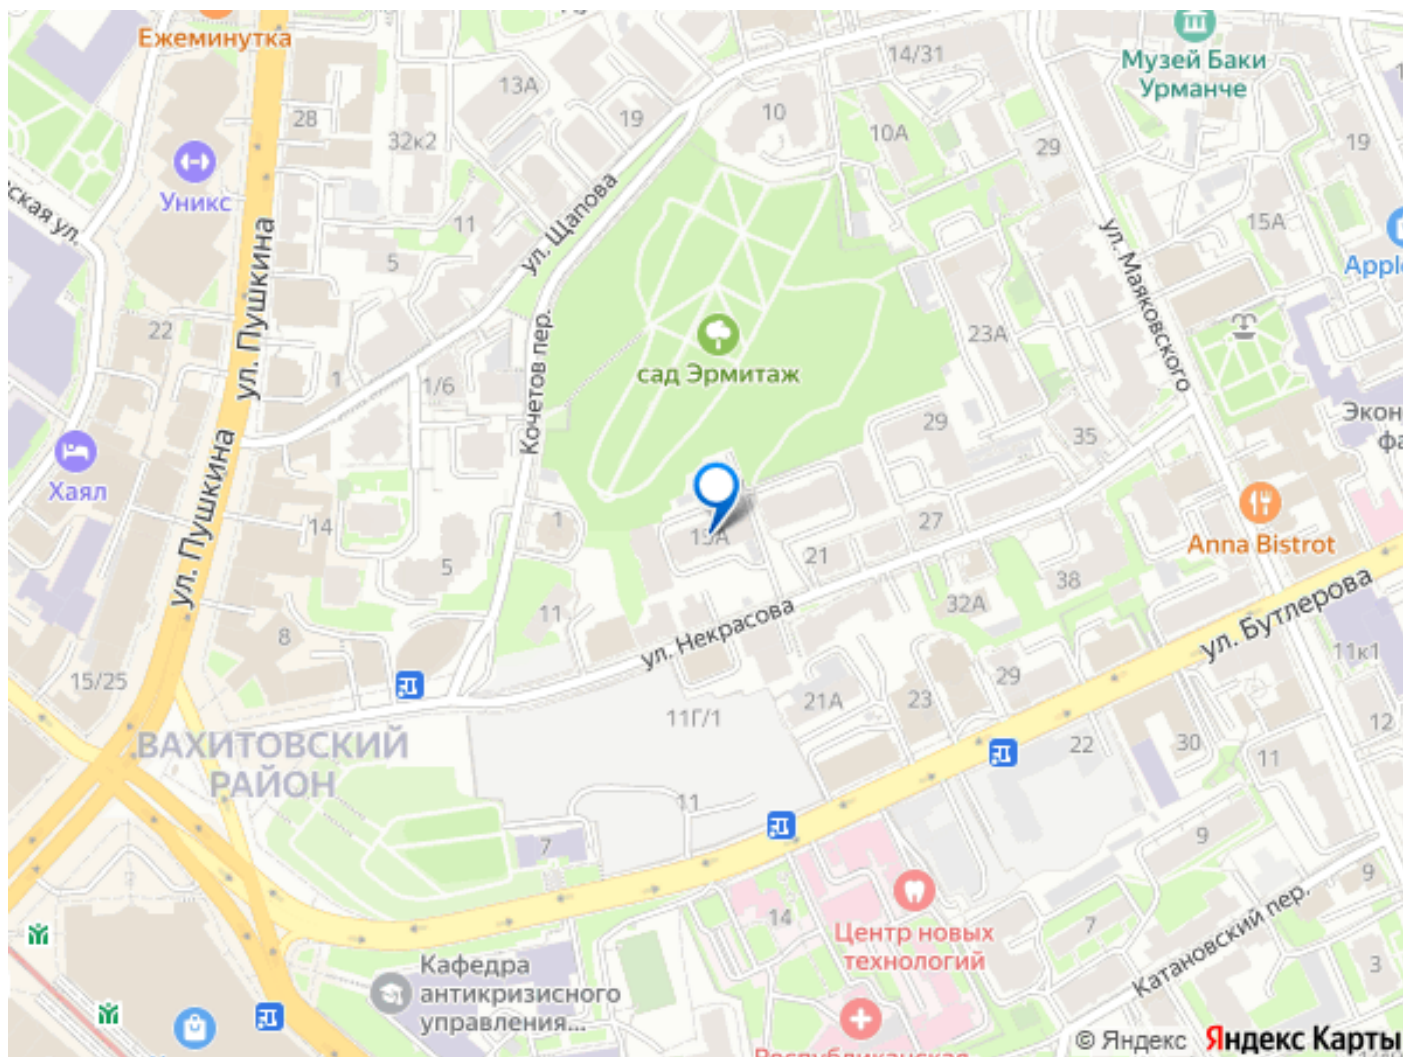 Ежеминутка
14/31
Музей Баки
Урманче
13А
28
19
10
32к2
10А
29
19
Уникс
11
ул. Щапова
15А
5
ул. Пушкина
ул. Маяковского
22
23А
сад Эрмитаж
1
1/6
Кочетов пер.
29
35
Хаял
ул. Пушкина
14
1
27
Anna Bistrot
5
21
38
32А
11
ул. Некрасова
ул. Бутлерова
8
11к1
15/25
29
21А
23
11Г/1
12
ВАХИТОВСКИЙ
РАЙОН
22
30
11
11
7
9
9
14
7
Центр новых
технологий
Катановский пер.
Кафедра
антикризисного
управления...
3
Республиканская
© Яндекс
Яндекс Карты